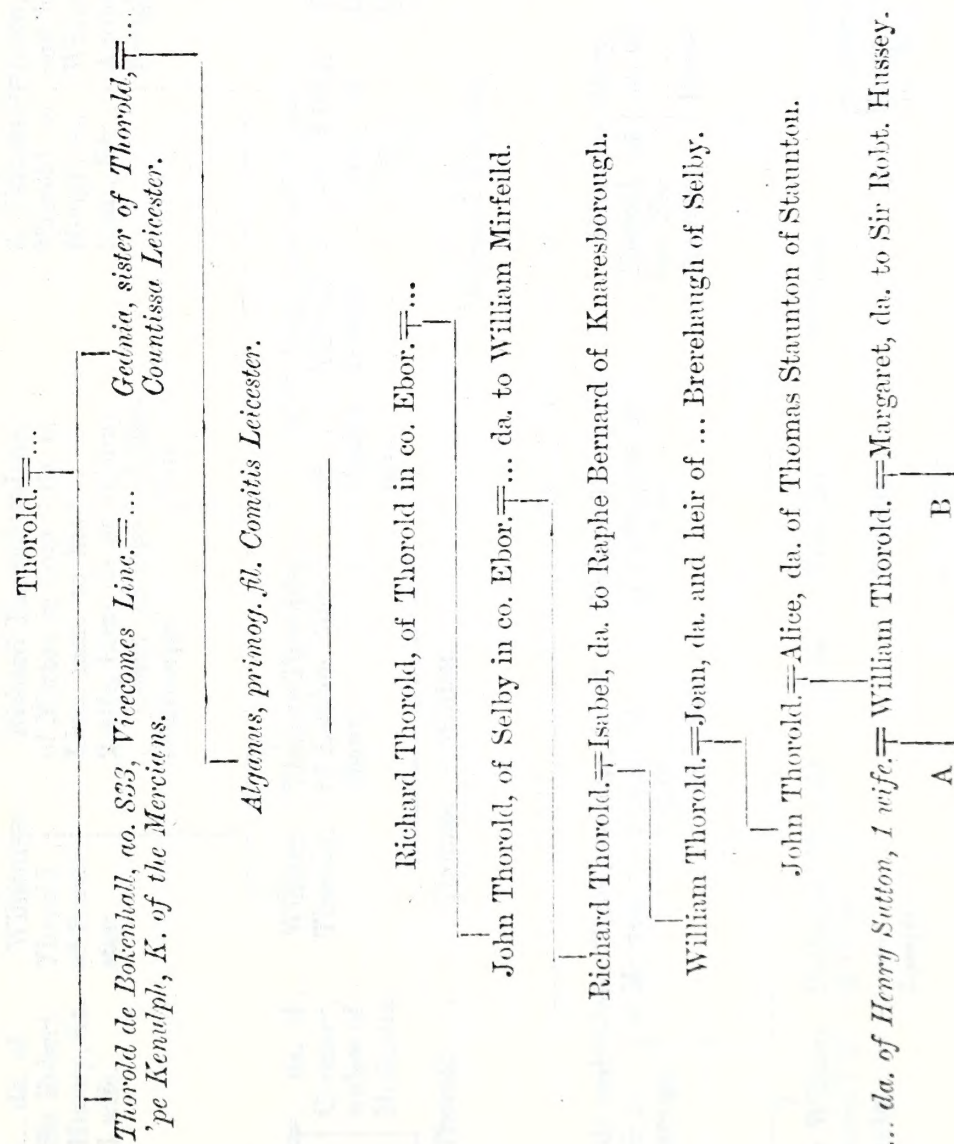 Thorold.=...
Thorold de Bokenhall, ao. 833, Vicecomes Linc.=...
'pe Kenulph, K. of the Mercians.
Gednia, sister of Thorold,=...
Countissa Leicester.
Algarus, primog. fil. Comitis Leicester.
Richard Thorold, of Thorold in co. Ebor.=...
John Thorold, of Selby in co. Ebor.=... da. to William Mirfeild.
Richard Thorold.=Isabel, da. to Raphe Bernard of Knaresborough.
William Thorold.=Joan, da. and heir of ... Brerehaugh of Selby.
John Thorold.=Alice, da. of Thomas Staunton of Staunton.
... da. of Henry Sutton, 1 wife.= William Thorold. =Margaret, da. to Sir Robt. Hussey.
A B